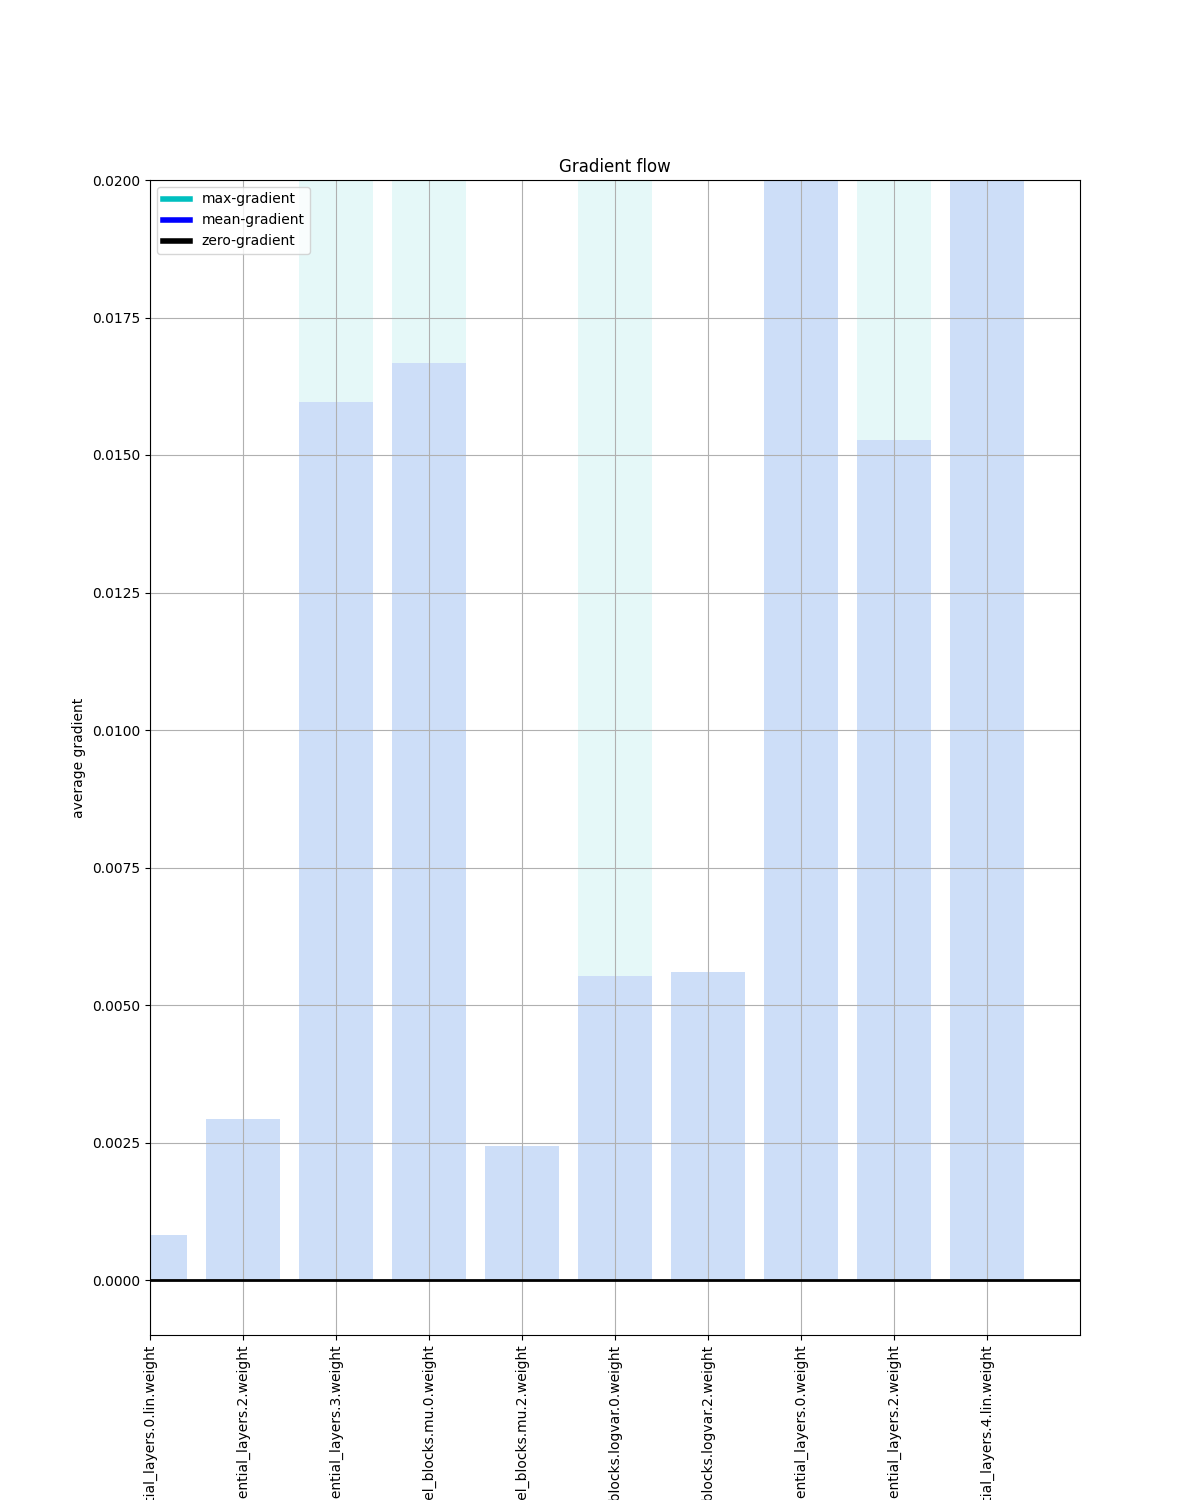 Gradient flow
max-gradient
mean-gradient
zero-gradient
0.0200
0.0175
0.0150
0.0125
0.0100
0.0075
0.0050
0.0025
0.0000
average gradient
tial_layers.0.lin.weight
ential_layers.2.weight
ential_layers.3.weight
el_blocks.mu.0.weight
el_blocks.mu.2.weight
blocks.logvar.0.weight
blocks.logvar.2.weight
ential_layers.0.weight
ential_layers.2.weight
tial_layers.4.lin.weight